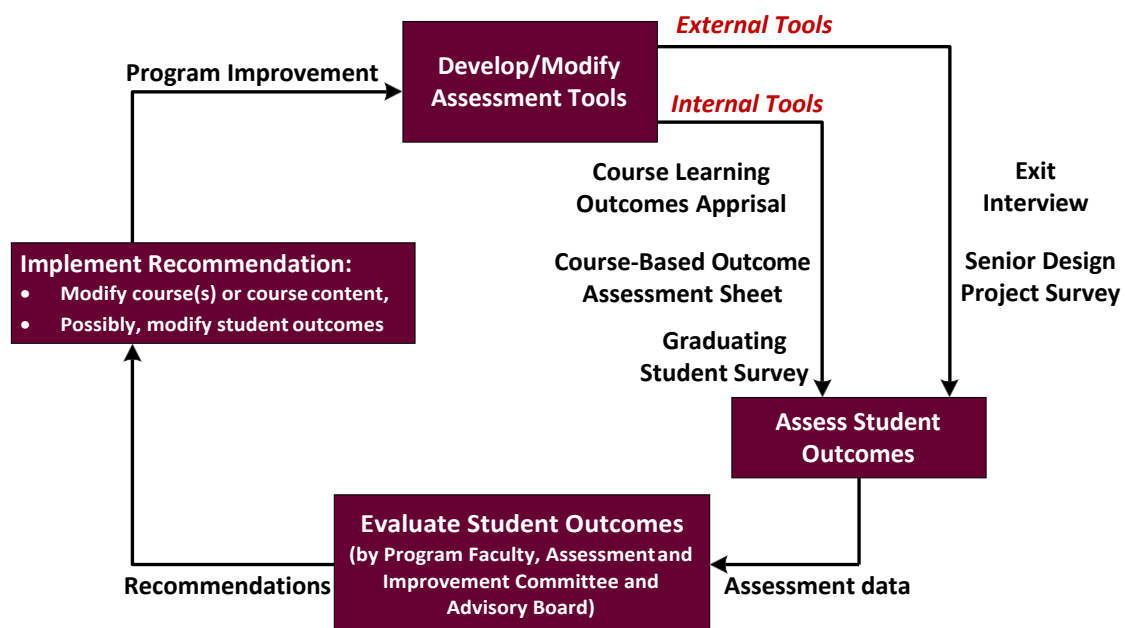 External Tools
Program Improvement
Develop/Modify
Assessment Tools
Internal Tools
Course Learning
Outcomes Apprisal
Exit
Interview
Course-Based Outcome
Assessment Sheet
Senior Design
Project Survey
Graduating
Student Survey
Implement Recommendation:
• Modify course(s) or course content,
• Possibly, modify student outcomes
Assess Student
Outcomes
Evaluate Student Outcomes
(by Program Faculty, Assessment and
Improvement Committee and
Advisory Board)
Recommendations
Assessment data